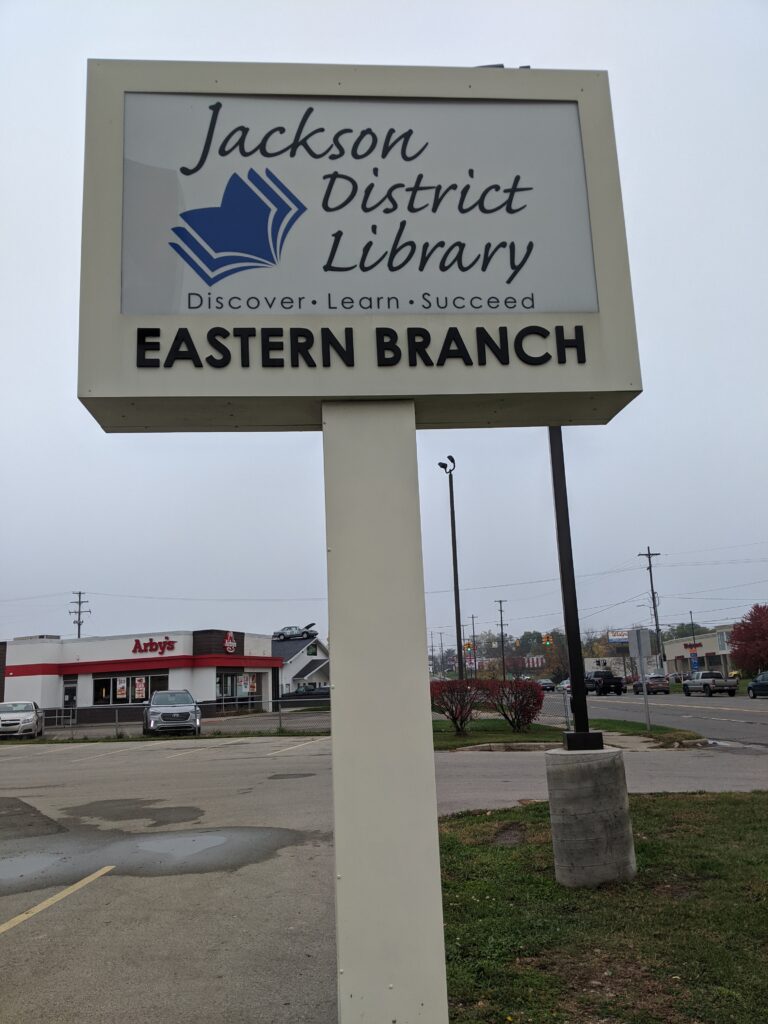 Jackson
District
Library
Discover • Learn • Succeed
EASTERN BRANCH
Arby's